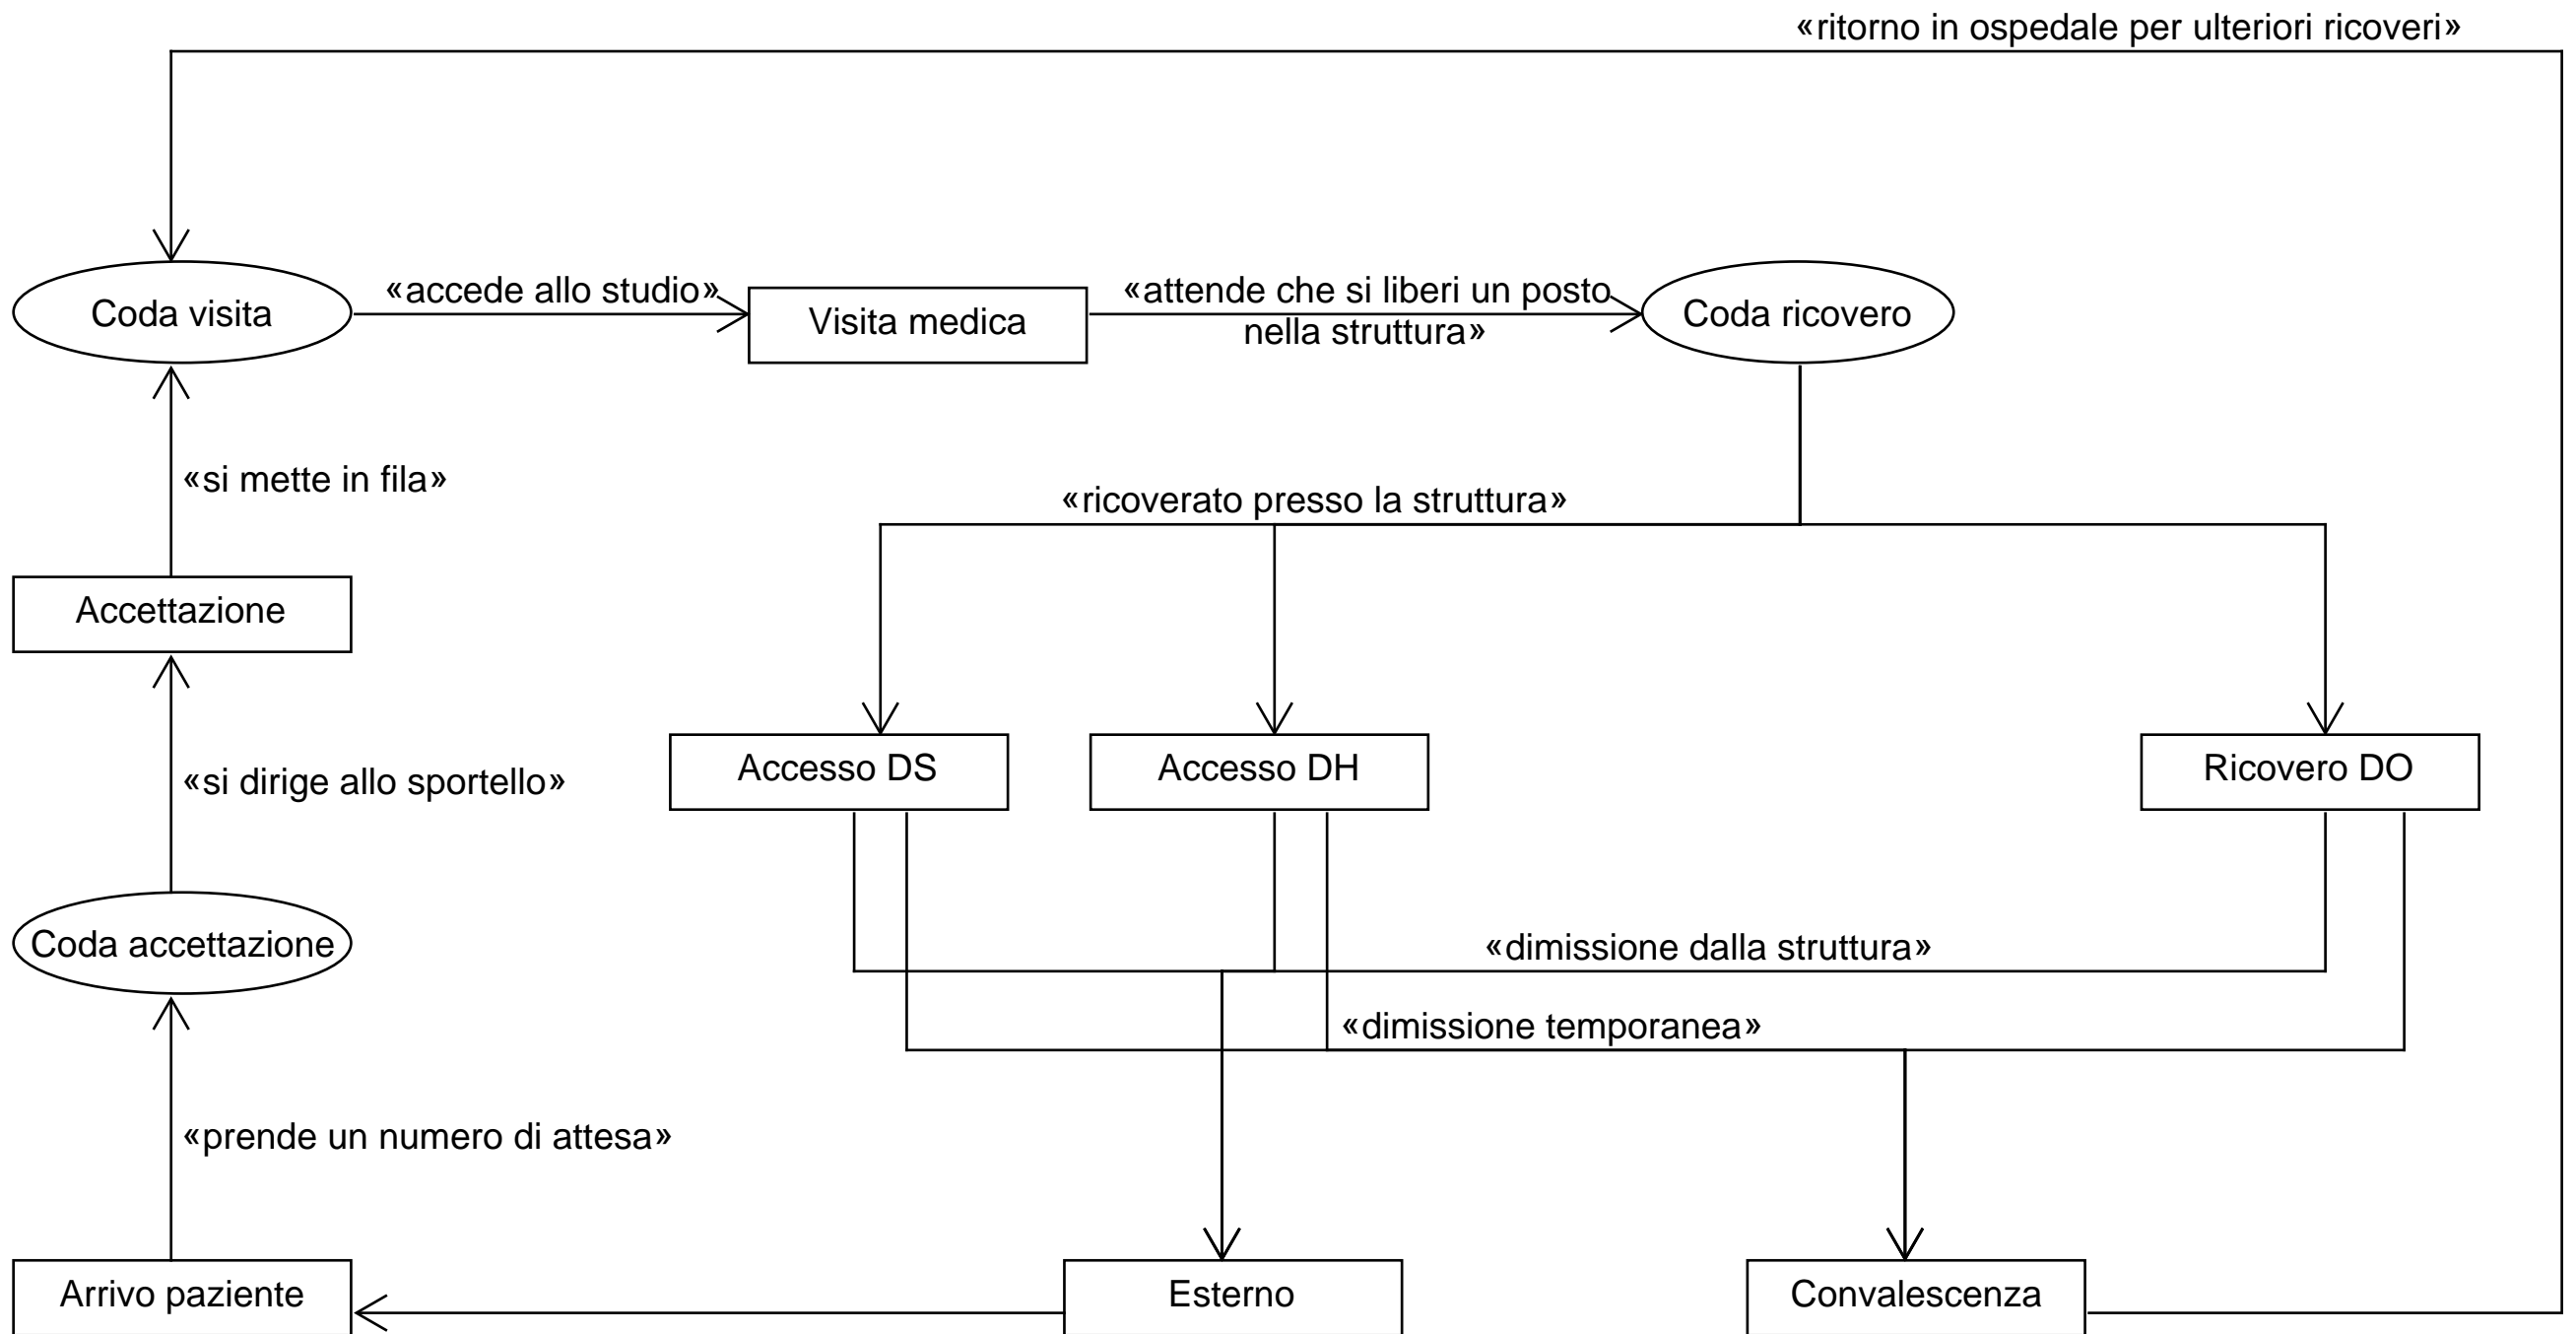 «ritorno in ospedale per ulteriori ricoveri»
Coda visita
«accede allo studio»
Visita medica
«attende che si liberi un posto
nella struttura»
Coda ricovero
«si mette in fila»
«ricoverato presso la struttura»
Accettazione
«si dirige allo sportello»
Accesso DS
Accesso DH
Ricovero DO
Coda accettazione
«dimissione dalla struttura»
«dimissione temporanea»
«prende un numero di attesa»
Arrivo paziente
Esterno
Convalescenza